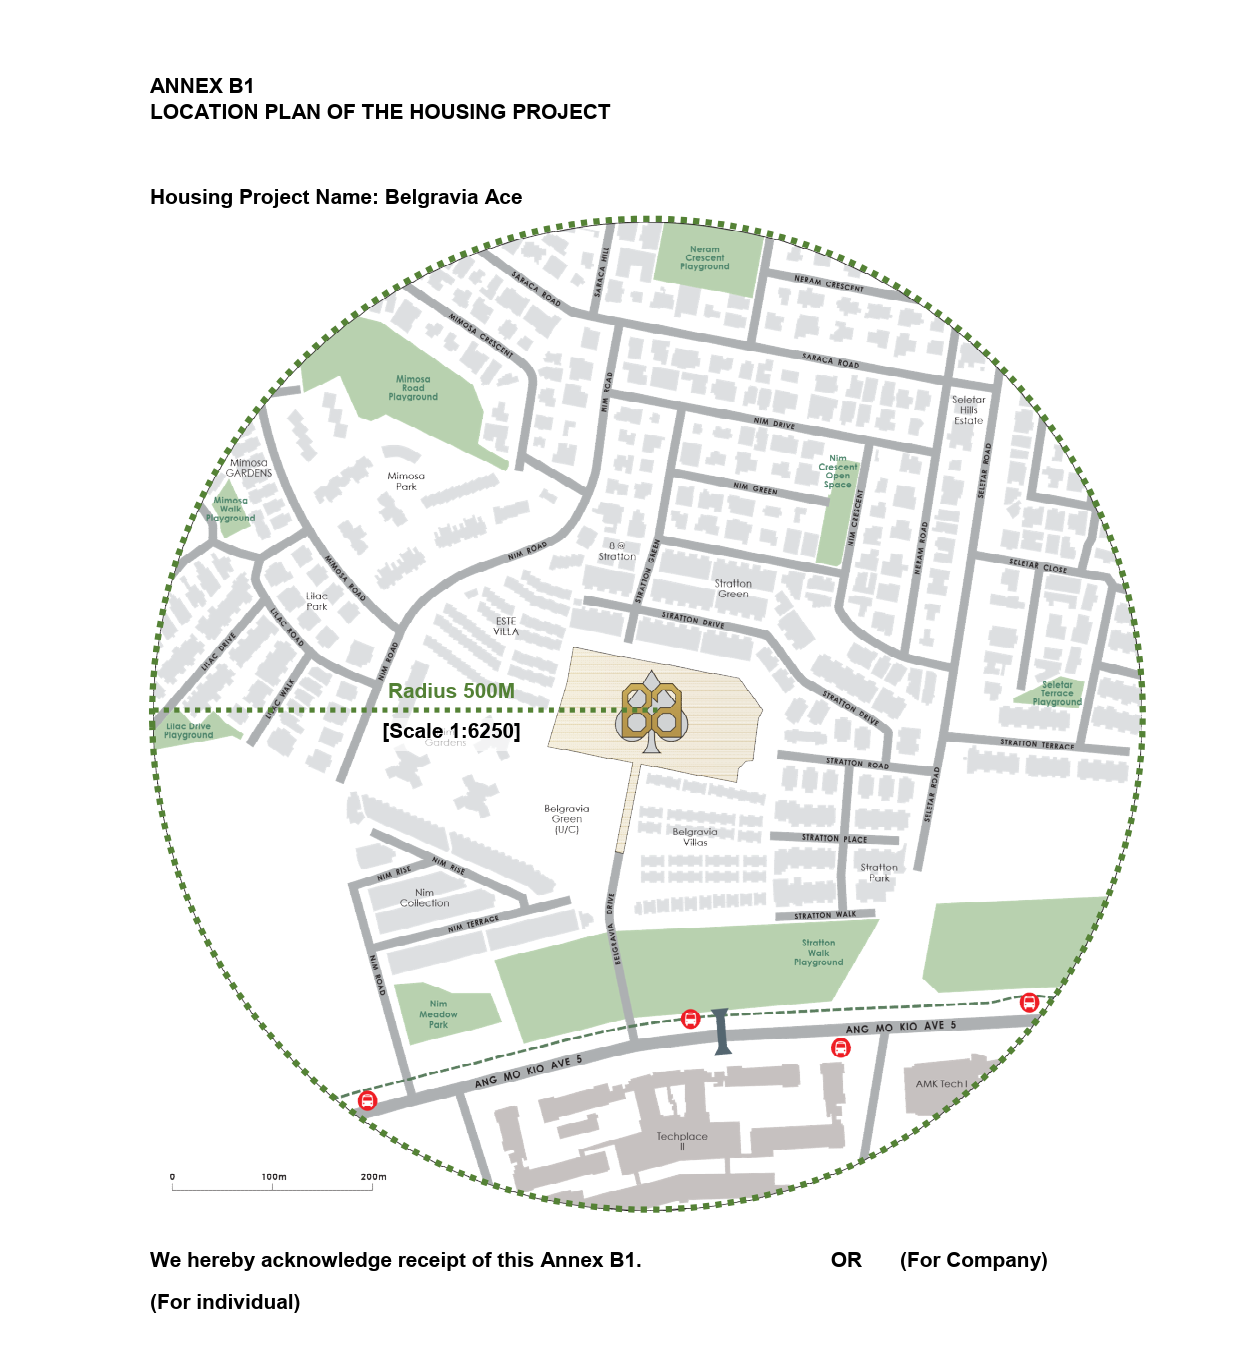 ANNEX B1
LOCATION PLAN OF THE HOUSING PROJECT
Housing Project Name: Belgravia Ace
SARACA HILL
SARACA ROAD
Neram
Crescent
Playground
NERAM CRESCENT
MIMOSA CRESCENT
SARACA ROAD
Mimosa
Road
Playground
NIM ROAD
NIM DRIVE
Seletar
Hills
Estate
SELETAR ROAD
Mimosa
GARDENS
Mimosa
Park
Nim
Crescent
Open
Space
NIM GREEN
Mimosa
Walk
Playground
NIM CRESCENT
NERAM ROAD
NIM ROAD
B @
Stratton
STRATTON GREEN
MIMOSA ROAD
Stratton
Green
SELETAR CLOSE
Lilac
Park
LILAC ROAD
ESTE
VILLA
STRATTON DRIVE
LILAC DRIVE
NIM ROAD
LILAC WALK
Radius 500M
STRATTON DRIVE
Seletar
Terrace
Playground
Lilac Drive
Playground
[Scale 1:6250]
Gardens
STRATTON TERRACE
STRATTON ROAD
SELETAR ROAD
Belgravia
Green
(U/C)
Belgravia
Villas
STRATTON PLACE
NIM RISE
NIM RISE
Stratton
Park
Nim
Collection
BELGRAVIA DRIVE
STRATTON WALK
NIM TERRACE
NIM ROAD
Stratton
Walk
Playground
Nim
Meadow
Park
ANG MO KIO AVE 5
ANG MO KIO AVE 5
AMK Tech I
Techplace
II
0 100m 200m
We hereby acknowledge receipt of this Annex B1. OR (For Company)
(For individual)